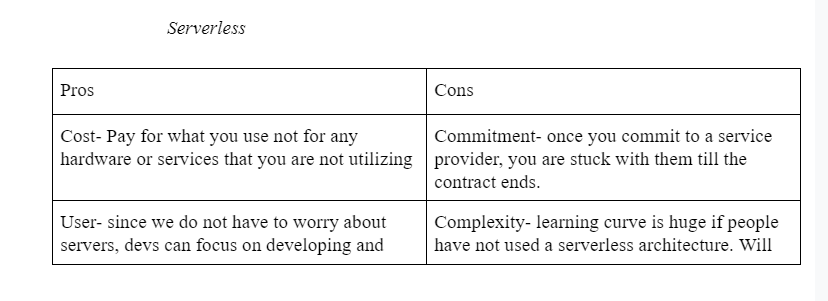 Serverless
Pros
Cons
Cost- Pay for what you use not for any
hardware or services that you are not utilizing
Commitment- once you commit to a service
provider, you are stuck with them till the
contract ends.
User- since we do not have to worry about
servers, devs can focus on developing and
Complexity- learning curve is huge if people
have not used a serverless architecture. Will